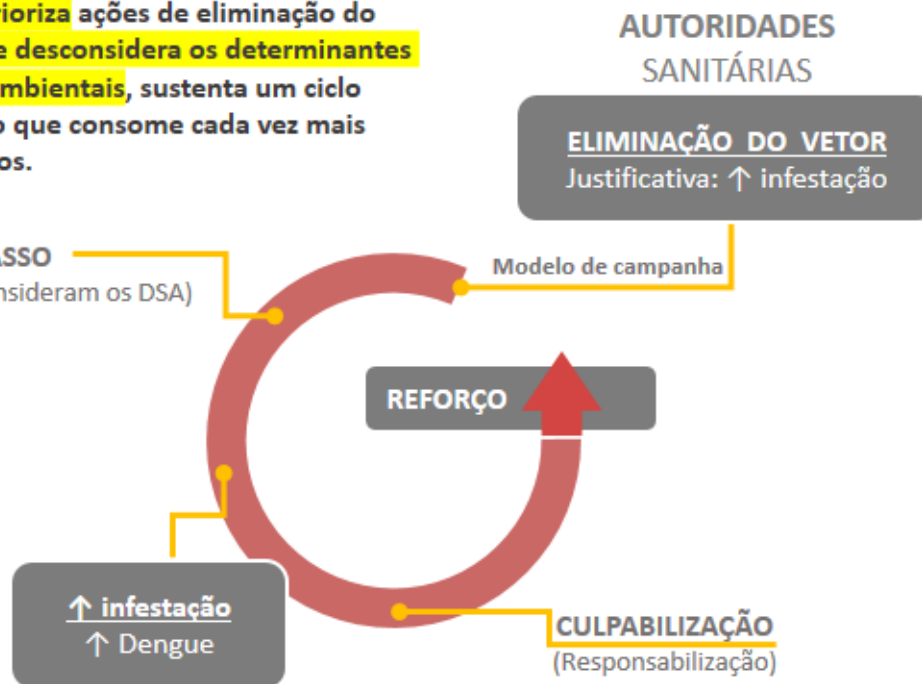 rioriza ações de eliminação do
e desconsidera os determinantes
mbientais, sustenta um ciclo
o que consome cada vez mais
os.
AUTORIDADES
SANITÁRIAS
ELIMINAÇÃO DO VETOR
Justificativa: ↑ infestação
ASSO
nsideram os DSA)
Modelo de campanha
REFORÇO
↑ infestação
↑ Dengue
CULPABILIZAÇÃO
(Responsabilização)